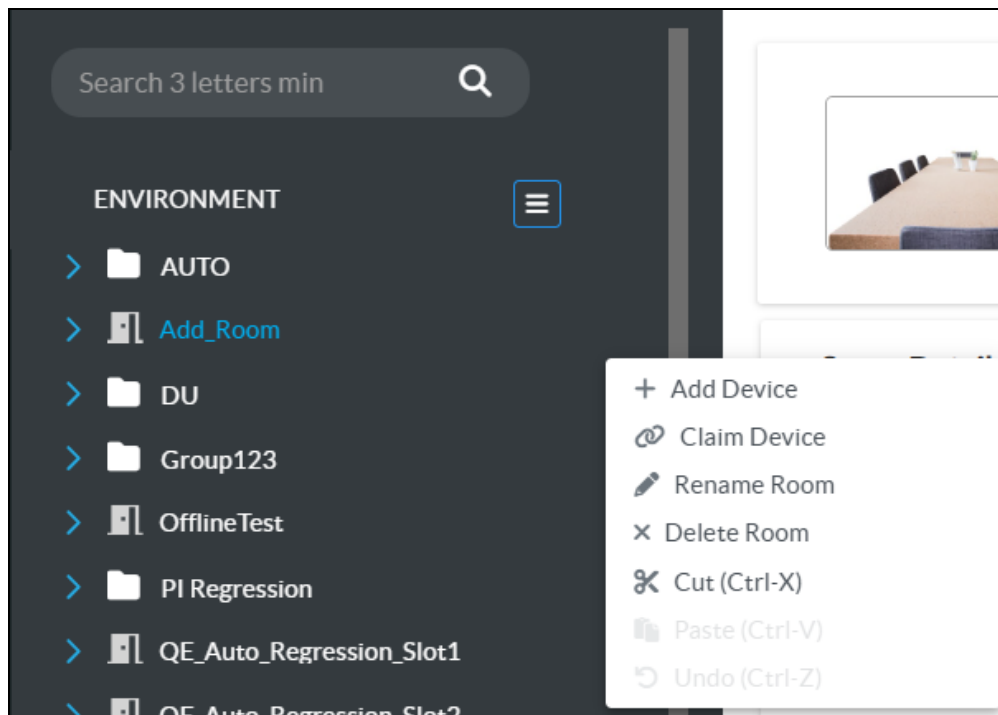 Search 3 letters min
ENVIRONMENT
AUTO
Add_Room
DU
Group123
OfflineTest
PI Regression
QE_Auto_Regression_Slot1
QE_Auto_Regression_Slot2
Add Device
Claim Device
Rename Room
Delete Room
Cut (Ctrl-X)
Paste (Ctrl-V)
Undo (Ctrl-Z)